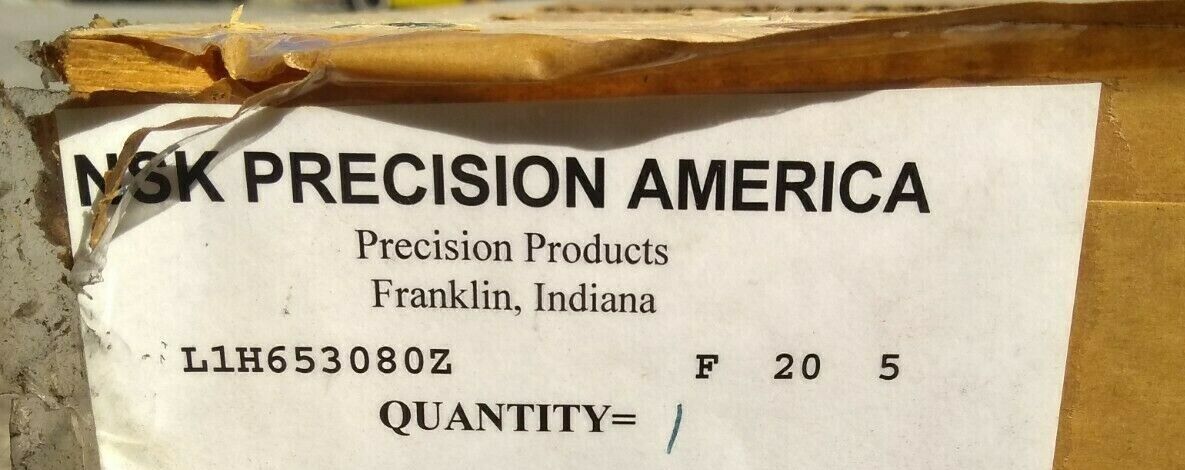 NSK PRECISION AMERICA
Precision Products
Franklin, Indiana
L1H653080Z F 20 5
QUANTITY= 1